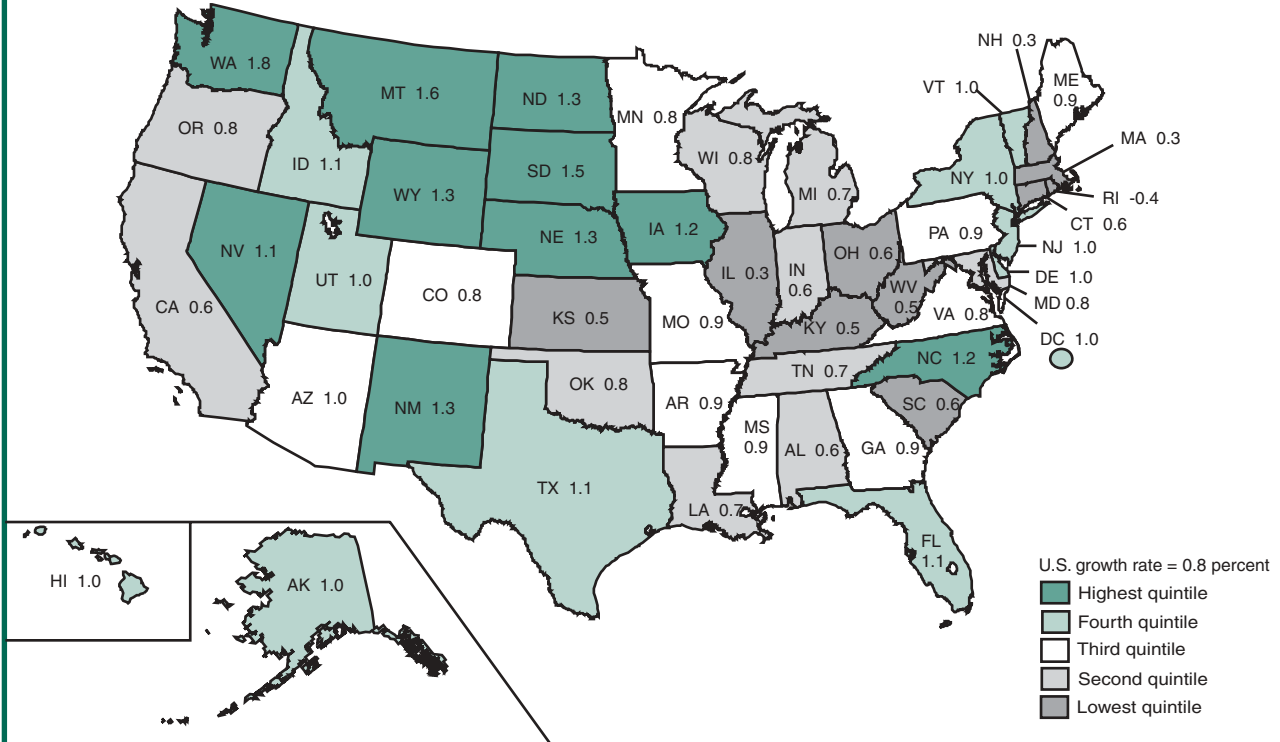 NH 0.3
WA 1.8
VT 1.0
ME
0.9
MT 1.6
ND 1.3
MN 0.8
OR 0.8
MA 0.3
ID 1.1
WI 0.8
SD 1.5
NY 1.0
MI 0.7
WY 1.3
RI -0.4
CT 0.6
IA 1.2
PA 0.9
NE 1.3
NJ 1.0
NV 1.1
OH 0.6
IL 0.3
IN
0.6
DE 1.0
UT 1.0
WV
0.5
CO 0.8
MD 0.8
CA 0.6
VA 0.8
KS 0.5
MO 0.9
KY 0.5
DC 1.0
NC 1.2
TN 0.7
OK 0.8
AZ 1.0
AR 0.9
SC 0.6
NM 1.3
MS
0.9
AL 0.6
GA 0.9
TX 1.1
LA 0.7
FL
1.1
HI 1.0
AK 1.0
U.S. growth rate = 0.8 percent
Highest quintile
Fourth quintile
Third quintile
Second quintile
Lowest quintile